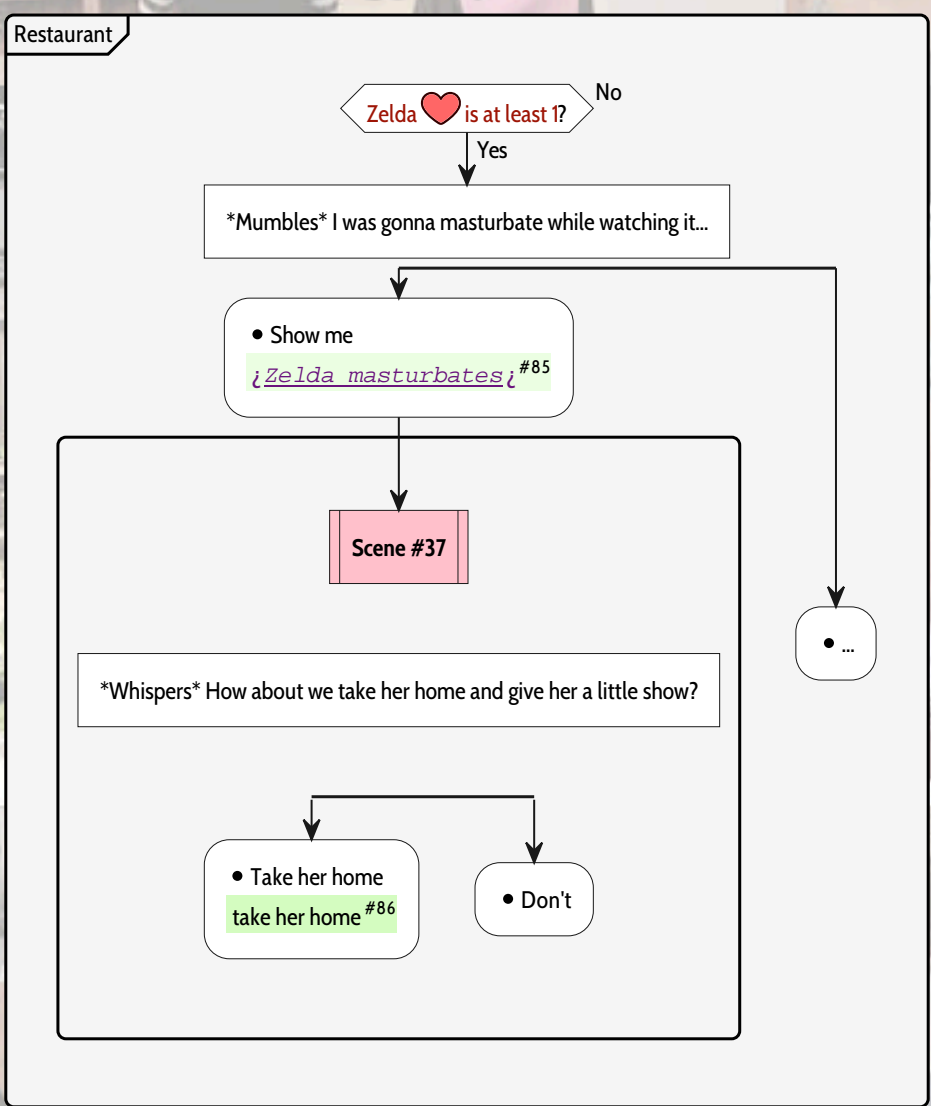 Restaurant
Zelda is at least 1?
No
Yes
*Mumbles* I was gonna masturbate while watching it...
• Show me
¿Zelda masturbates¿ #85
Scene #37
• ...
*Whispers* How about we take her home and give her a little show?
• Take her home
take her home #86
• Don't